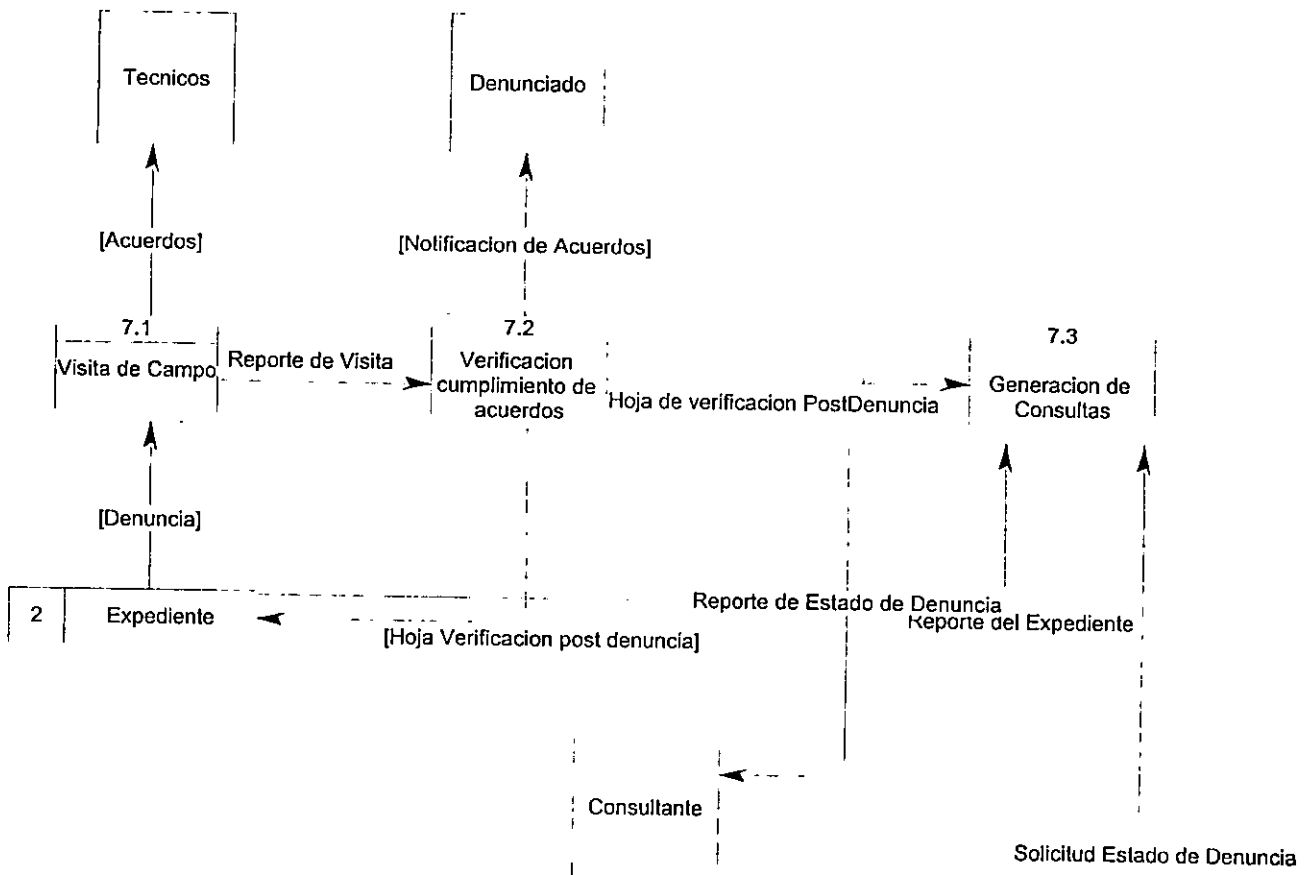 Tecnicos
Denunciado
[Acuerdos]
[Notificacion de Acuerdos]
7.1
Visita de Campo
Reporte de Visita
7.2
Verificacion
cumplimiento de
acuerdos
Hoja de verificacion PostDenuncia
7.3
Generacion de
Consultas
[Denuncia]
2
Expediente
[Hoja Verificacion post denuncia]
Reporte de Estado de Denuncia
Reporte del Expediente
Consultante
Solicitud Estado de Denuncia